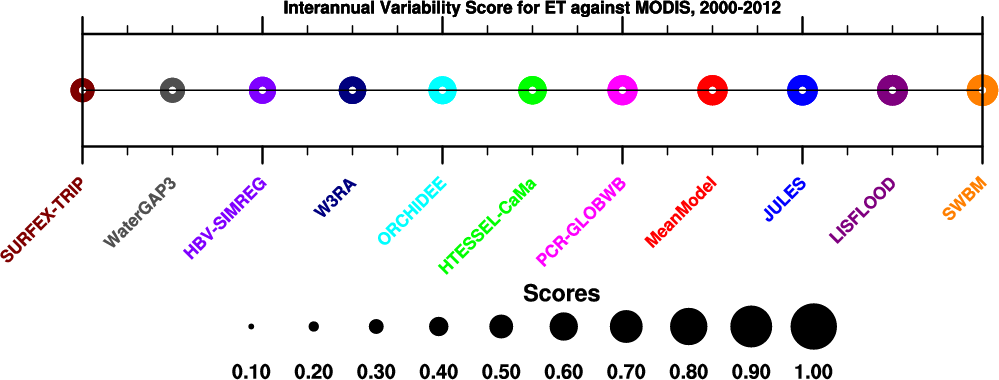 Interannual Variability Score for ET against MODIS, 2000-2012
SURFEX-TRIP
WaterGAP3
HBV-SIMREG
W3RA
ORCHIDEE
HTESSEL-CaMa
PCR-GLOBWB
MeanModel
JULES
LISFLOOD
SWBM
Scores
0.10 0.20 0.30 0.40 0.50 0.60 0.70 0.80 0.90 1.00